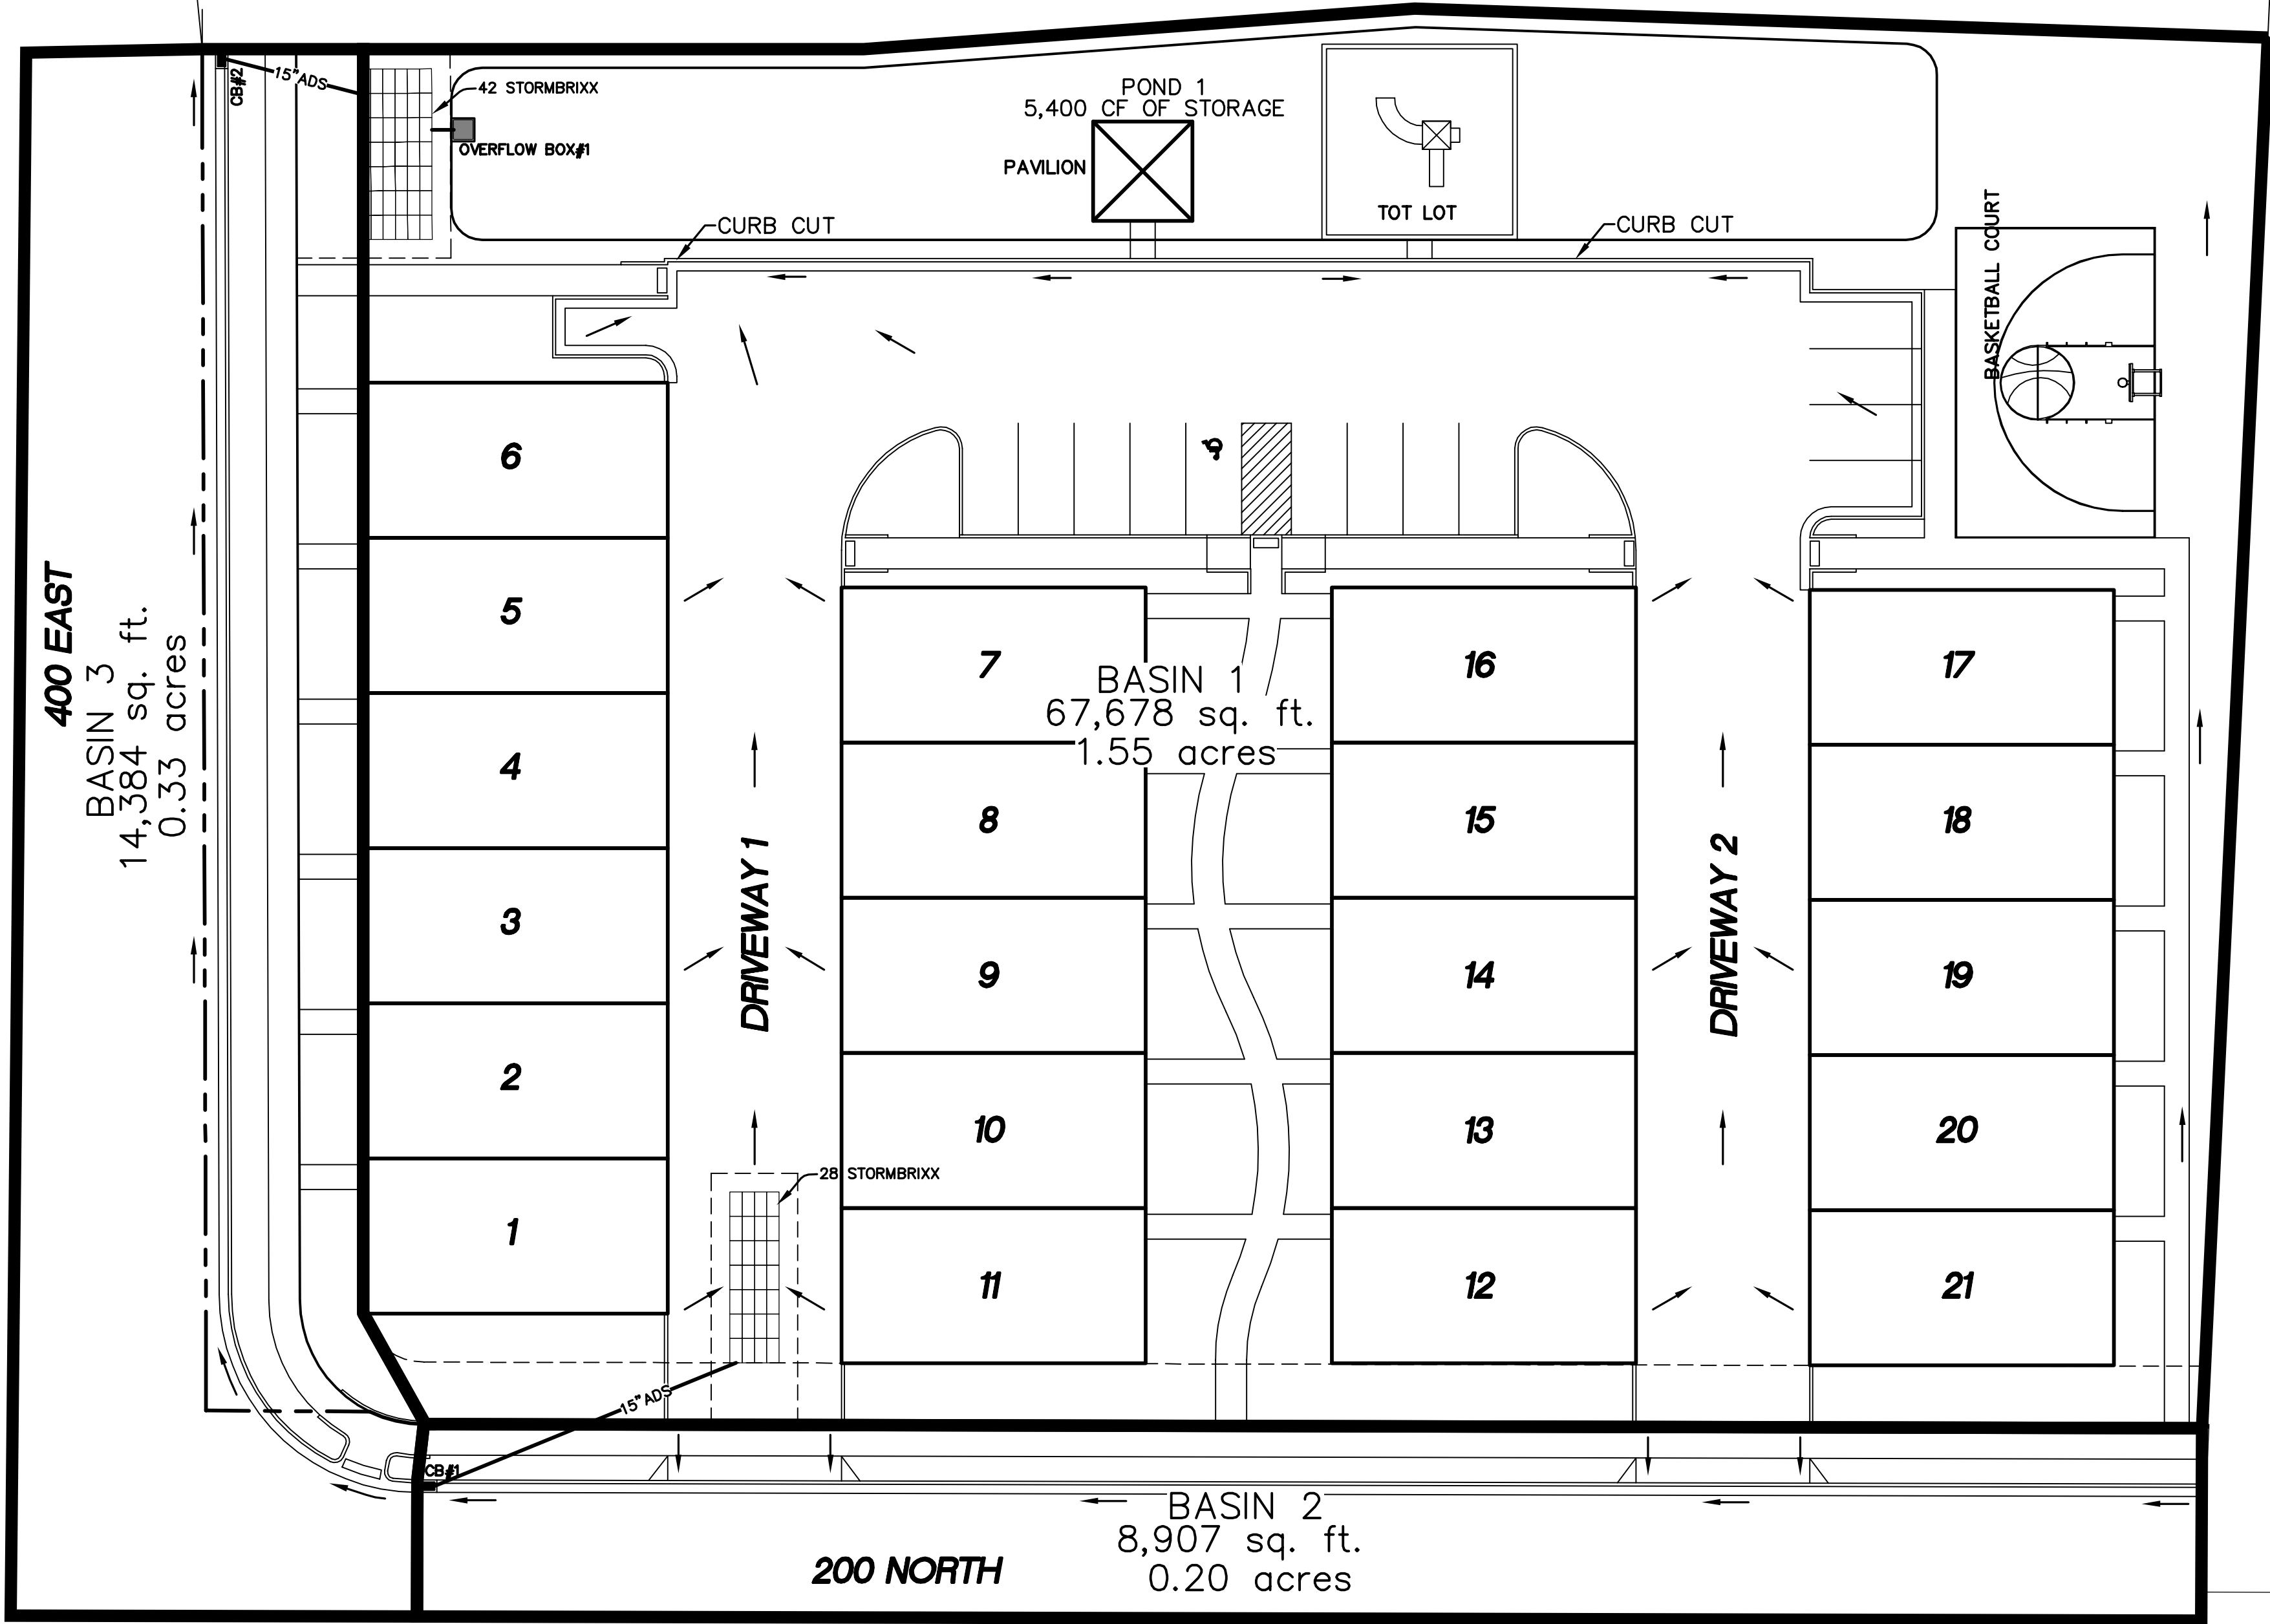 CB#2
15"ADS
42 STORMBRIXX
OVERFLOW BOX#1
POND 1
5,400 CF OF STORAGE
PAVILION
TOT LOT
CURB CUT
CURB CUT
BASKETBALL COURT
6
5
4
3
2
1
400 EAST
BASIN 3
14,384 sq. ft.
0.33 acres
DRIVEWAY 1
7
8
9
10
11
BASIN 1
67,678 sq. ft.
1.55 acres
16
15
14
13
12
DRIVEWAY 2
17
18
19
20
21
28 STORMBRIXX
15"ADS
CB#1
BASIN 2
8,907 sq. ft.
0.20 acres
200 NORTH